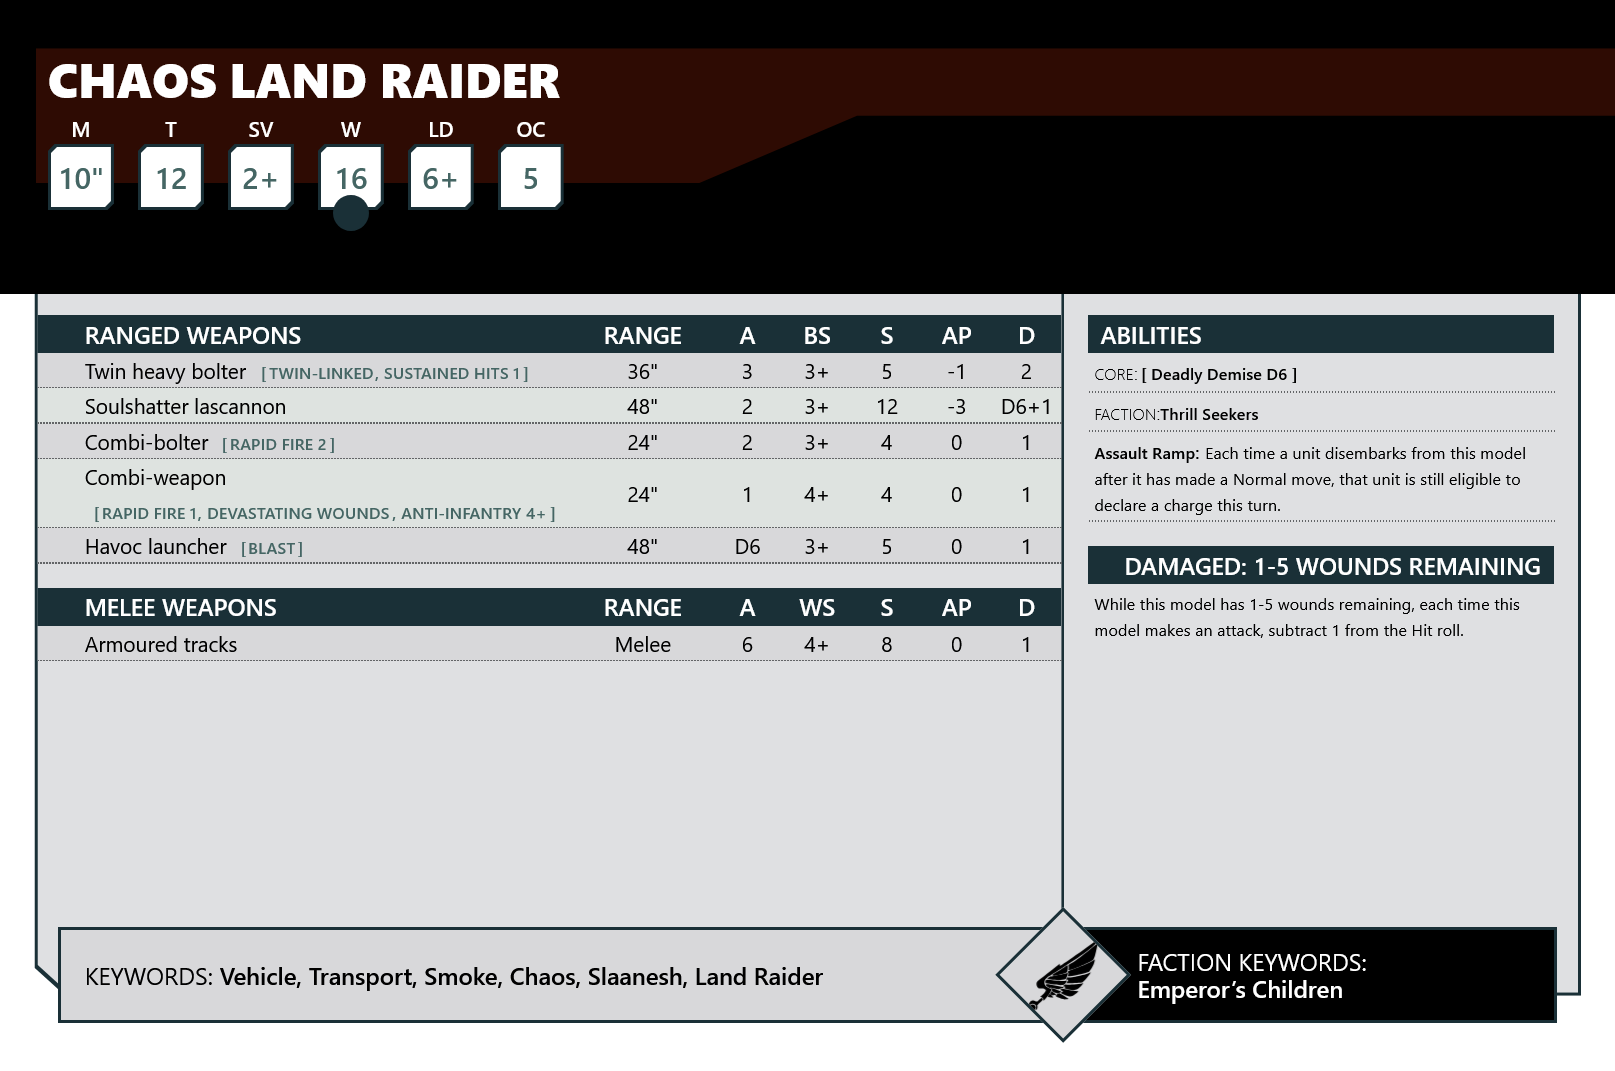 CHAOS LAND RAIDER
M T SV W LD OC
10" 12 2+ 16 6+ 5
RANGED WEAPONS RANGE A BS S AP D
Twin heavy bolter [TWIN-LINKED, SUSTAINED HITS 1] 36" 3 3+ 5 -1 2
Soulshatter lascannon 48" 2 3+ 12 -3 D6+1
Combi-bolter [RAPID FIRE 2] 24" 2 3+ 4 0 1
Combi-weapon 24" 1 4+ 4 0 1
[RAPID FIRE 1, DEVASTATING WOUNDS, ANTI-INFANTRY 4+]
Havoc launcher [BLAST] 48" D6 3+ 5 0 1
MELEE WEAPONS RANGE A WS S AP D
Armoured tracks Melee 6 4+ 8 0 1
ABILITIES
CORE: [ Deadly Demise D6 ]
FACTION:Thrill Seekers
Assault Ramp: Each time a unit disembarks from this model
after it has made a Normal move, that unit is still eligible to
declare a charge this turn.
DAMAGED: 1-5 WOUNDS REMAINING
While this model has 1-5 wounds remaining, each time this
model makes an attack, subtract 1 from the Hit roll.
KEYWORDS: Vehicle, Transport, Smoke, Chaos, Slaanesh, Land Raider
FACTION KEYWORDS:
Emperor’s Children